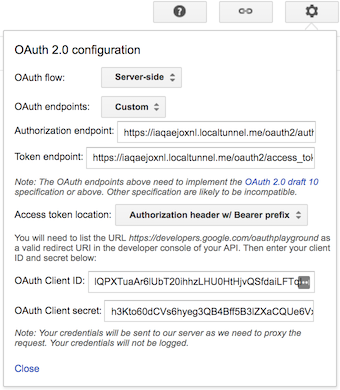 OAuth 2.0 configuration
OAuth flow: Server-side
OAuth endpoints: Custom
Authorization endpoint: https://iaqaejoxnl.localtunnel.me/oauth2/auth
Token endpoint: https://iaqaejoxnl.localtunnel.me/oauth2/access_tok
Note: The OAuth endpoints above need to implement the OAuth 2.0 draft 10
specification or above. Other specification are likely to be incompatible.
Access token location: Authorization header w/ Bearer prefix
You will need to list the URL https://developers.google.com/oauthplayground as
a valid redirect URI in the developer console of your API. Then enter your client
ID and secret below:
OAuth Client ID: lQPXTuaAr6lUbT20ihhzLHU0HtHjvQSfdaiLFTc
OAuth Client secret: h3Kto60dCVs6hyeg3QB4Bff5B3lZXaCQUe6Vx
Note: Your credentials will be sent to our server as we need to proxy the
request. Your credentials will not be logged.
Close